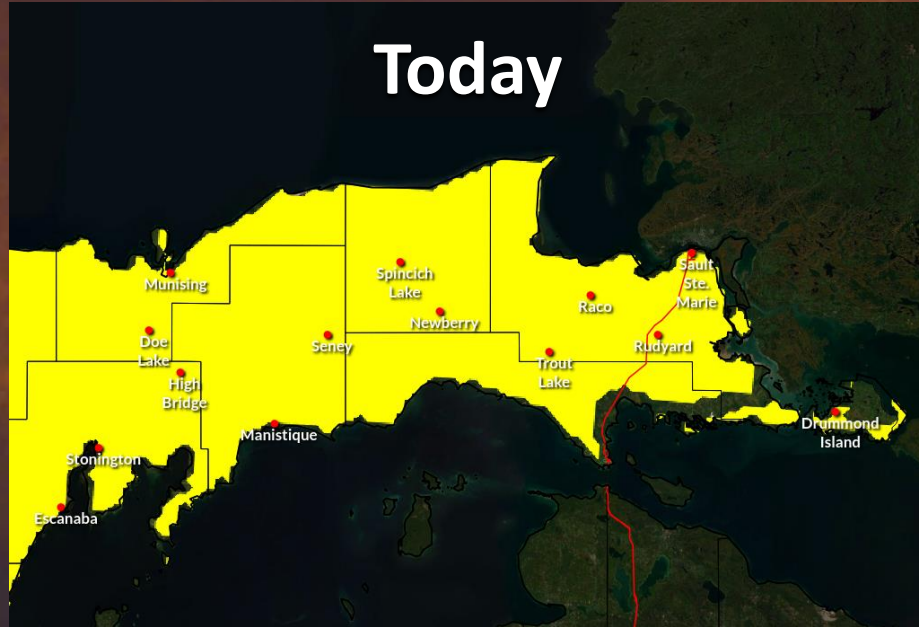 Today
Munising
Spincich
Lake
Newberry
Sault
Ste.
Marie
Raco
Doe
Lake
Seney
Rudyard
Trout
Lake
High
Bridge
Manistique
Drummond
Island
Stonington
Escanaba